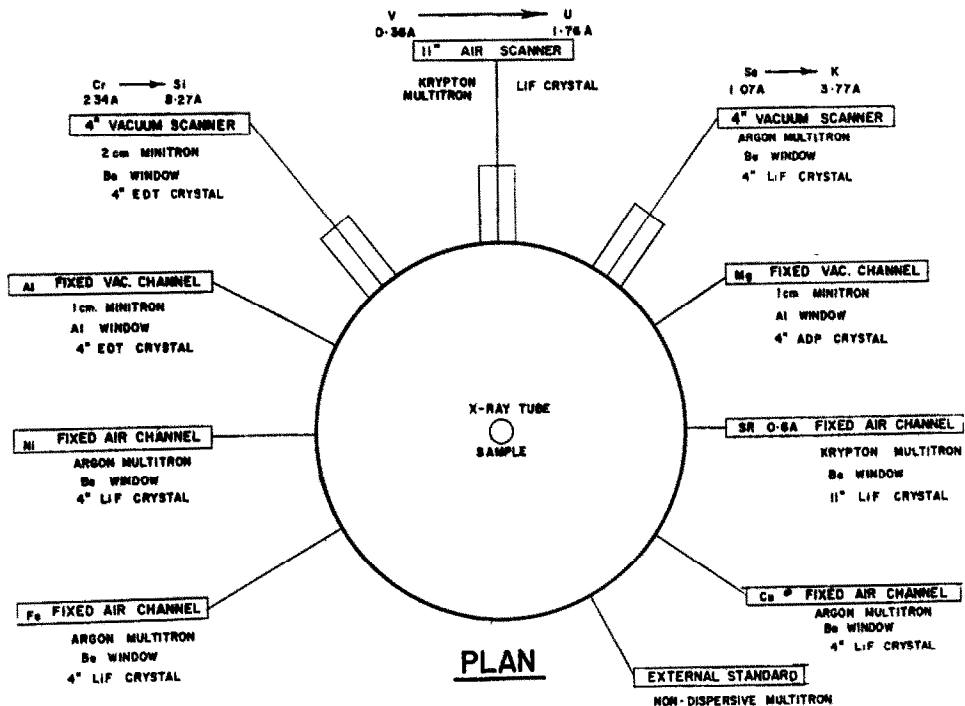 V U
0·36A 1·76A
11" AIR SCANNER
KRYPTON MULTITRON
LiF CRYSTAL
Cr Si
2·34A 8·27A
4" VACUUM SCANNER
2 cm MINITRON
Be WINDOW
4" EDT CRYSTAL
Se K
1·07A 3·77A
4" VACUUM SCANNER
ARGON MULTITRON
Be WINDOW
4" LiF CRYSTAL
Al FIXED VAC. CHANNEL
1cm. MINITRON
Al WINDOW
4" EDT CRYSTAL
Mg FIXED VAC. CHANNEL
1cm MINITRON
Al WINDOW
4" ADP CRYSTAL
X-RAY TUBE
SAMPLE
Ni FIXED AIR CHANNEL
ARGON MULTITRON
Be WINDOW
4" LiF CRYSTAL
SR 0·6A FIXED AIR CHANNEL
KRYPTON MULTITRON
Be WINDOW
11" LiF CRYSTAL
Fe FIXED AIR CHANNEL
ARGON MULTITRON
Be WINDOW
4" LiF CRYSTAL
FIXED AIR CHANNEL
ARGON MULTITRON
Be WINDOW
4" LiF CRYSTAL
PLAN
EXTERNAL STANDARD
NON-DISPERSIVE MULTITRON